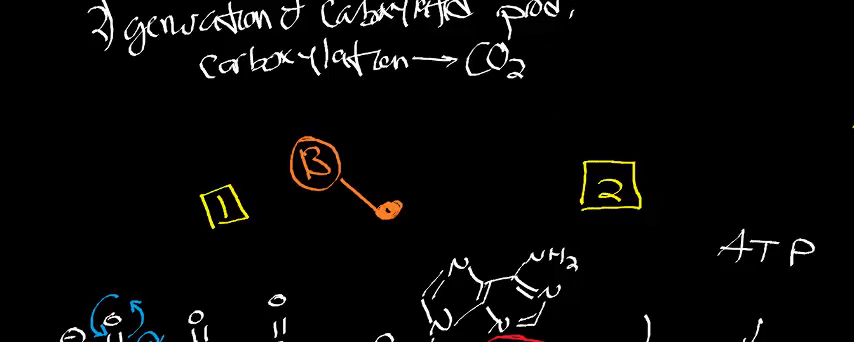 2) generation of carboxylated prod.
carboxylation → CO2
B
1
2
ATP
N
NH2
N
N
N
O
O
O